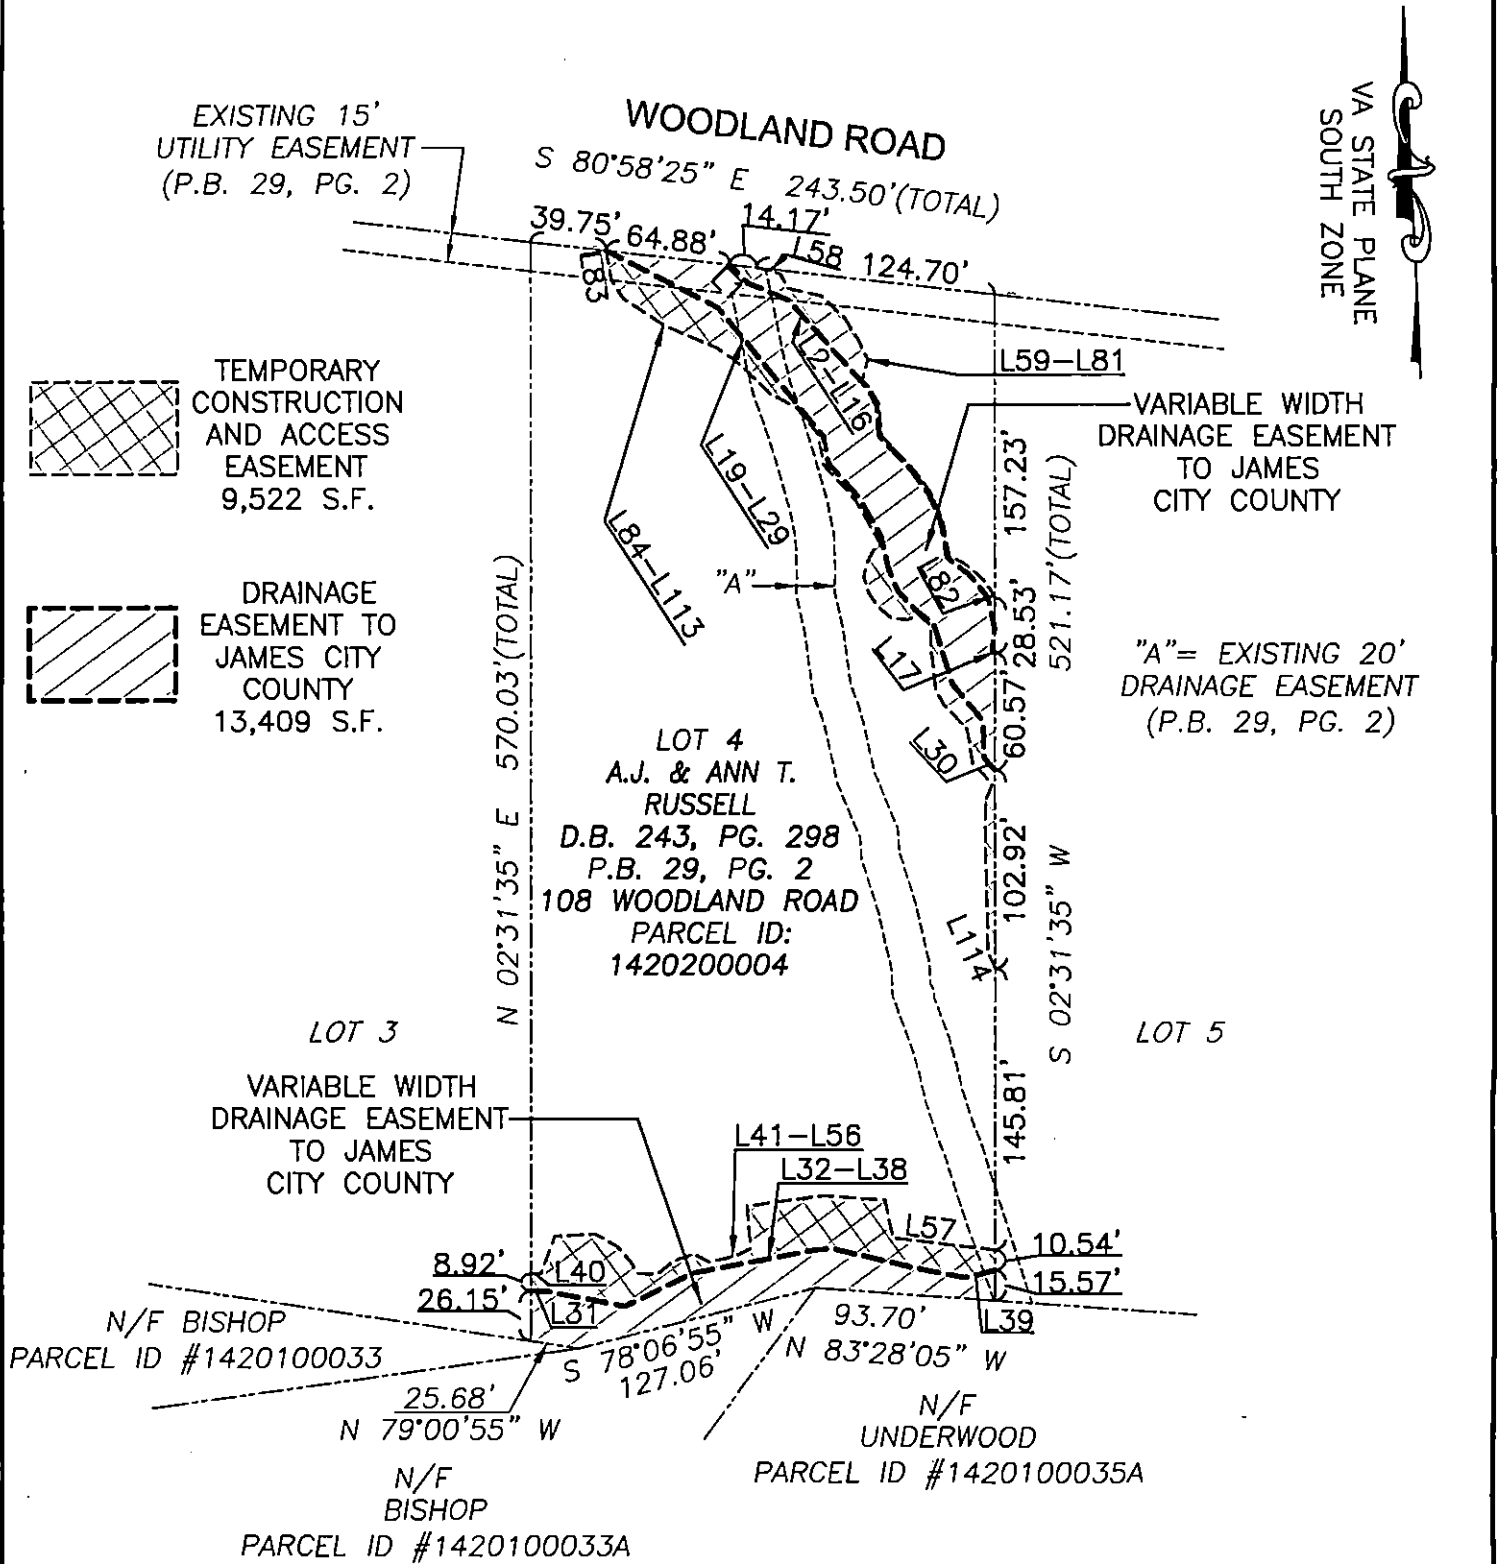 EXISTING 15'
UTILITY EASEMENT
(P.B. 29, PG. 2)
WOODLAND ROAD
S 80°58'25" E 243.50'(TOTAL)
VA STATE PLANE
SOUTH ZONE
39.75'
64.88'
14.17'
L58
124.70'
L83
L1
L2-L16
L59-L81
TEMPORARY
CONSTRUCTION
AND ACCESS
EASEMENT
9,522 S.F.
VARIABLE WIDTH
DRAINAGE EASEMENT
TO JAMES
CITY COUNTY
L19-L29
L84-L113
"A"
157.23'
521.17'(TOTAL)
L82
28.53'
DRAINAGE
EASEMENT TO
JAMES CITY
COUNTY
13,409 S.F.
L17
"A"= EXISTING 20'
DRAINAGE EASEMENT
(P.B. 29, PG. 2)
60.57'
L30
N 02°31'35" E 570.03'(TOTAL)
LOT 4
A.J. & ANN T.
RUSSELL
D.B. 243, PG. 298
P.B. 29, PG. 2
108 WOODLAND ROAD
PARCEL ID:
1420200004
102.92'
S 02°31'35" W
L114
LOT 3
LOT 5
VARIABLE WIDTH
DRAINAGE EASEMENT
TO JAMES
CITY COUNTY
145.81'
L41-L56
L32-L38
L57
10.54'
15.57'
8.92'
L40
26.15'
L31
L39
N/F BISHOP
PARCEL ID #1420100033
S 78°06'55" W
127.06'
93.70'
N 83°28'05" W
25.68'
N 79°00'55" W
N/F
UNDERWOOD
PARCEL ID #1420100035A
N/F
BISHOP
PARCEL ID #1420100033A